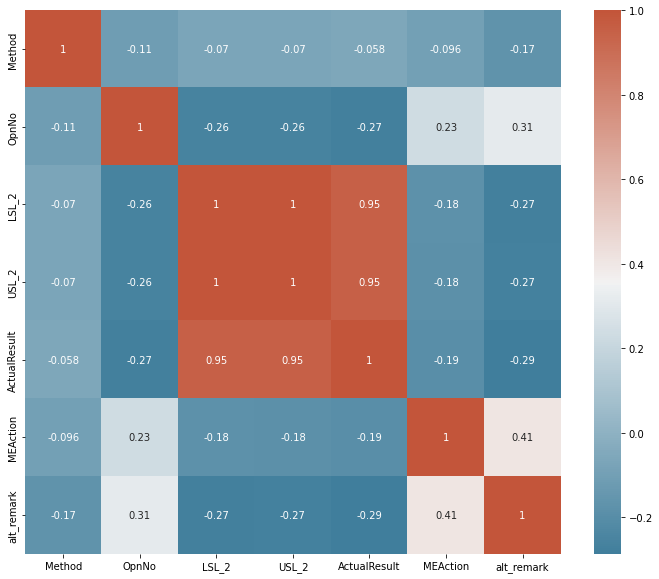 Method 1 -0.11 -0.07 -0.07 -0.058 -0.096 -0.17
OpnNo -0.11 1 -0.26 -0.26 -0.27 0.23 0.31
LSL_2 -0.07 -0.26 1 1 0.95 -0.18 -0.27
USL_2 -0.07 -0.26 1 1 0.95 -0.18 -0.27
ActualResult -0.058 -0.27 0.95 0.95 1 -0.19 -0.29
MEAction -0.096 0.23 -0.18 -0.18 -0.19 1 0.41
alt_remark -0.17 0.31 -0.27 -0.27 -0.29 0.41 1
Method OpnNo LSL_2 USL_2 ActualResult MEAction alt_remark
1.0
0.8
0.6
0.4
0.2
0.0
−0.2